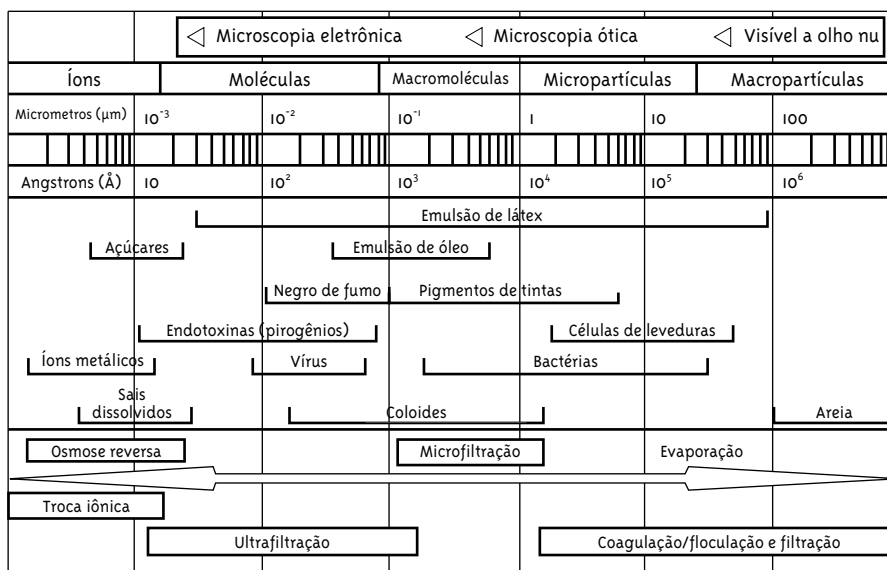 ◁ Microscopia eletrônica ◁ Microscopia ótica ◁ Visível a olho nu
Íons Moléculas Macromoléculas Micropartículas Macropartículas
Micrometros (µm) 10⁻³ 10⁻² 10⁻¹ 1 10 100
Angstrons (Å) 10 10² 10³ 10⁴ 10⁵ 10⁶
Emulsão de látex
Açúcares Emulsão de óleo
Negro de fumo Pigmentos de tintas
Endotoxinas (pirogênios) Células de leveduras
Íons metálicos Vírus Bactérias
Sais
dissolvidos Coloides Areia
Osmose reversa Microfiltração Evaporação
Troca iônica
Ultrafiltração Coagulação/floculação e filtração